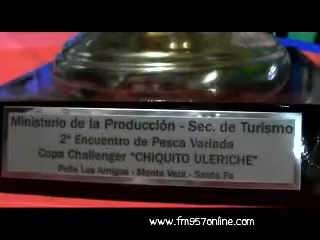 Ministerio de la Producción - Sec. de Turismo
2º Encuentro de Pesca Variada
Copa Challenger "CHIQUITO ULERICHE"
Peña Los Amigos - Monte Vera - Santa Fe
www.fm957online.com